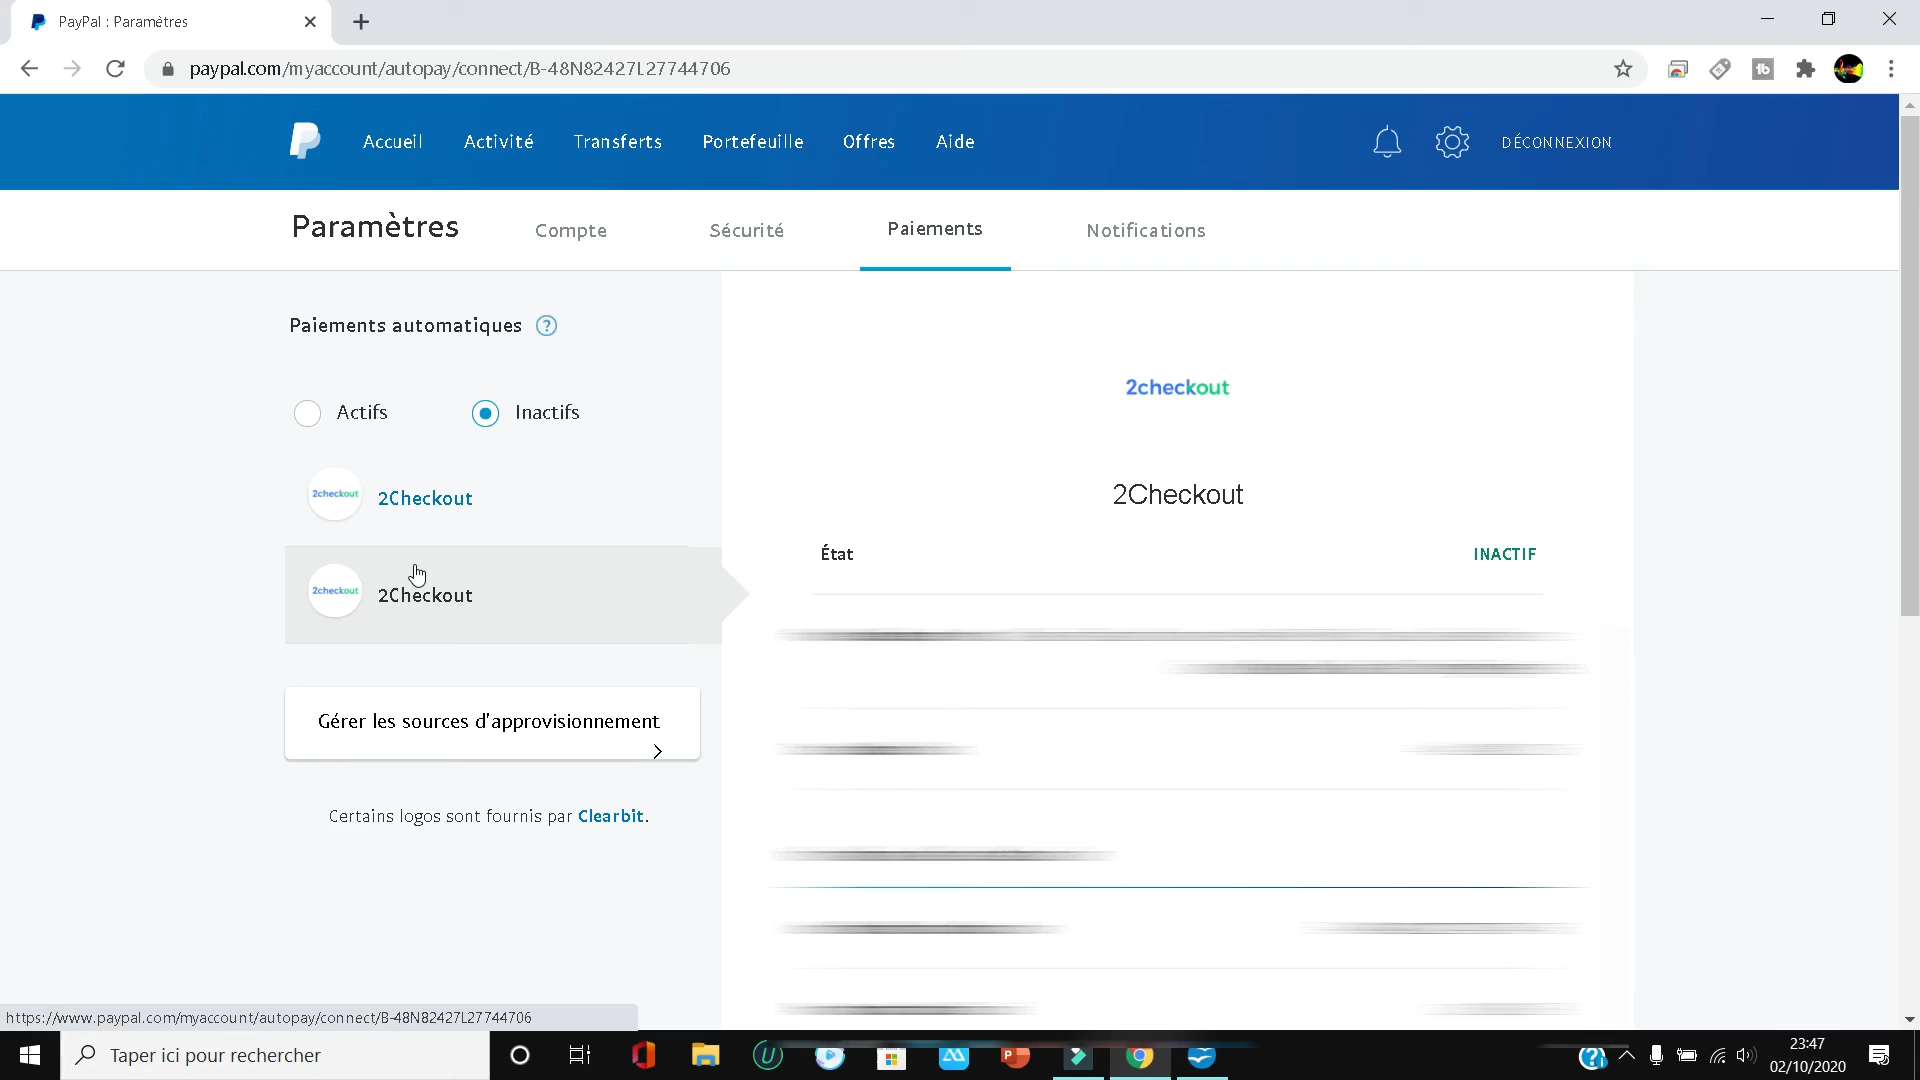 PayPal : Paramètres
paypal.com/myaccount/autopay/connect/B-48N82427L27744706
Accueil
Activité
Transferts
Portefeuille
Offres
Aide
DÉCONNEXION
Paramètres
Compte
Sécurité
Paiements
Notifications
Paiements automatiques ?
Actifs
Inactifs
2checkout
2Checkout
2checkout
2Checkout
Gérer les sources d'approvisionnement
Certains logos sont fournis par Clearbit.
2checkout
2Checkout
État
INACTIF
https://www.paypal.com/myaccount/autopay/connect/B-48N82427L27744706
Taper ici pour rechercher
23:47
02/10/2020